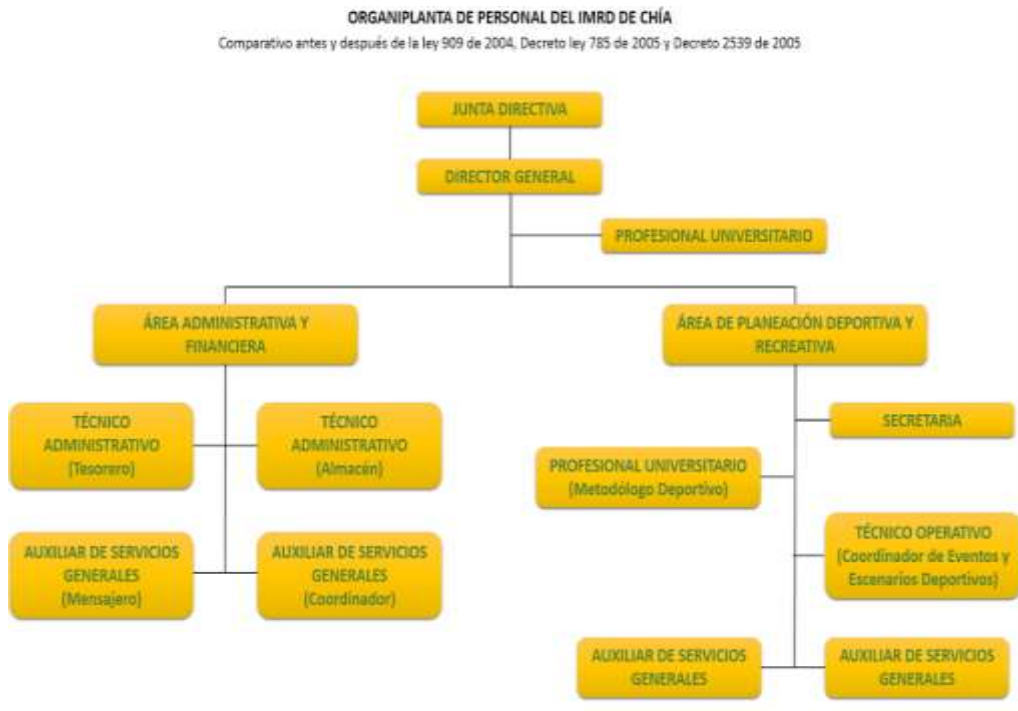 ORGANIPLANTA DE PERSONAL DEL IMRD DE CHÍA
Comparativo antes y después de la ley 909 de 2004, Decreto ley 785 de 2005 y Decreto 2539 de 2005
JUNTA DIRECTIVA
DIRECTOR GENERAL
PROFESIONAL UNIVERSITARIO
ÁREA ADMINISTRATIVA Y
FINANCIERA
ÁREA DE PLANEACIÓN DEPORTIVA Y
RECREATIVA
TÉCNICO
ADMINISTRATIVO
(Tesorero)
TÉCNICO
ADMINISTRATIVO
(Almacén)
SECRETARIA
PROFESIONAL UNIVERSITARIO
(Metodólogo Deportivo)
AUXILIAR DE SERVICIOS
GENERALES
(Mensajero)
AUXILIAR DE SERVICIOS
GENERALES
(Coordinador)
TÉCNICO OPERATIVO
(Coordinador de Eventos y
Escenarios Deportivos)
AUXILIAR DE SERVICIOS
GENERALES
AUXILIAR DE SERVICIOS
GENERALES